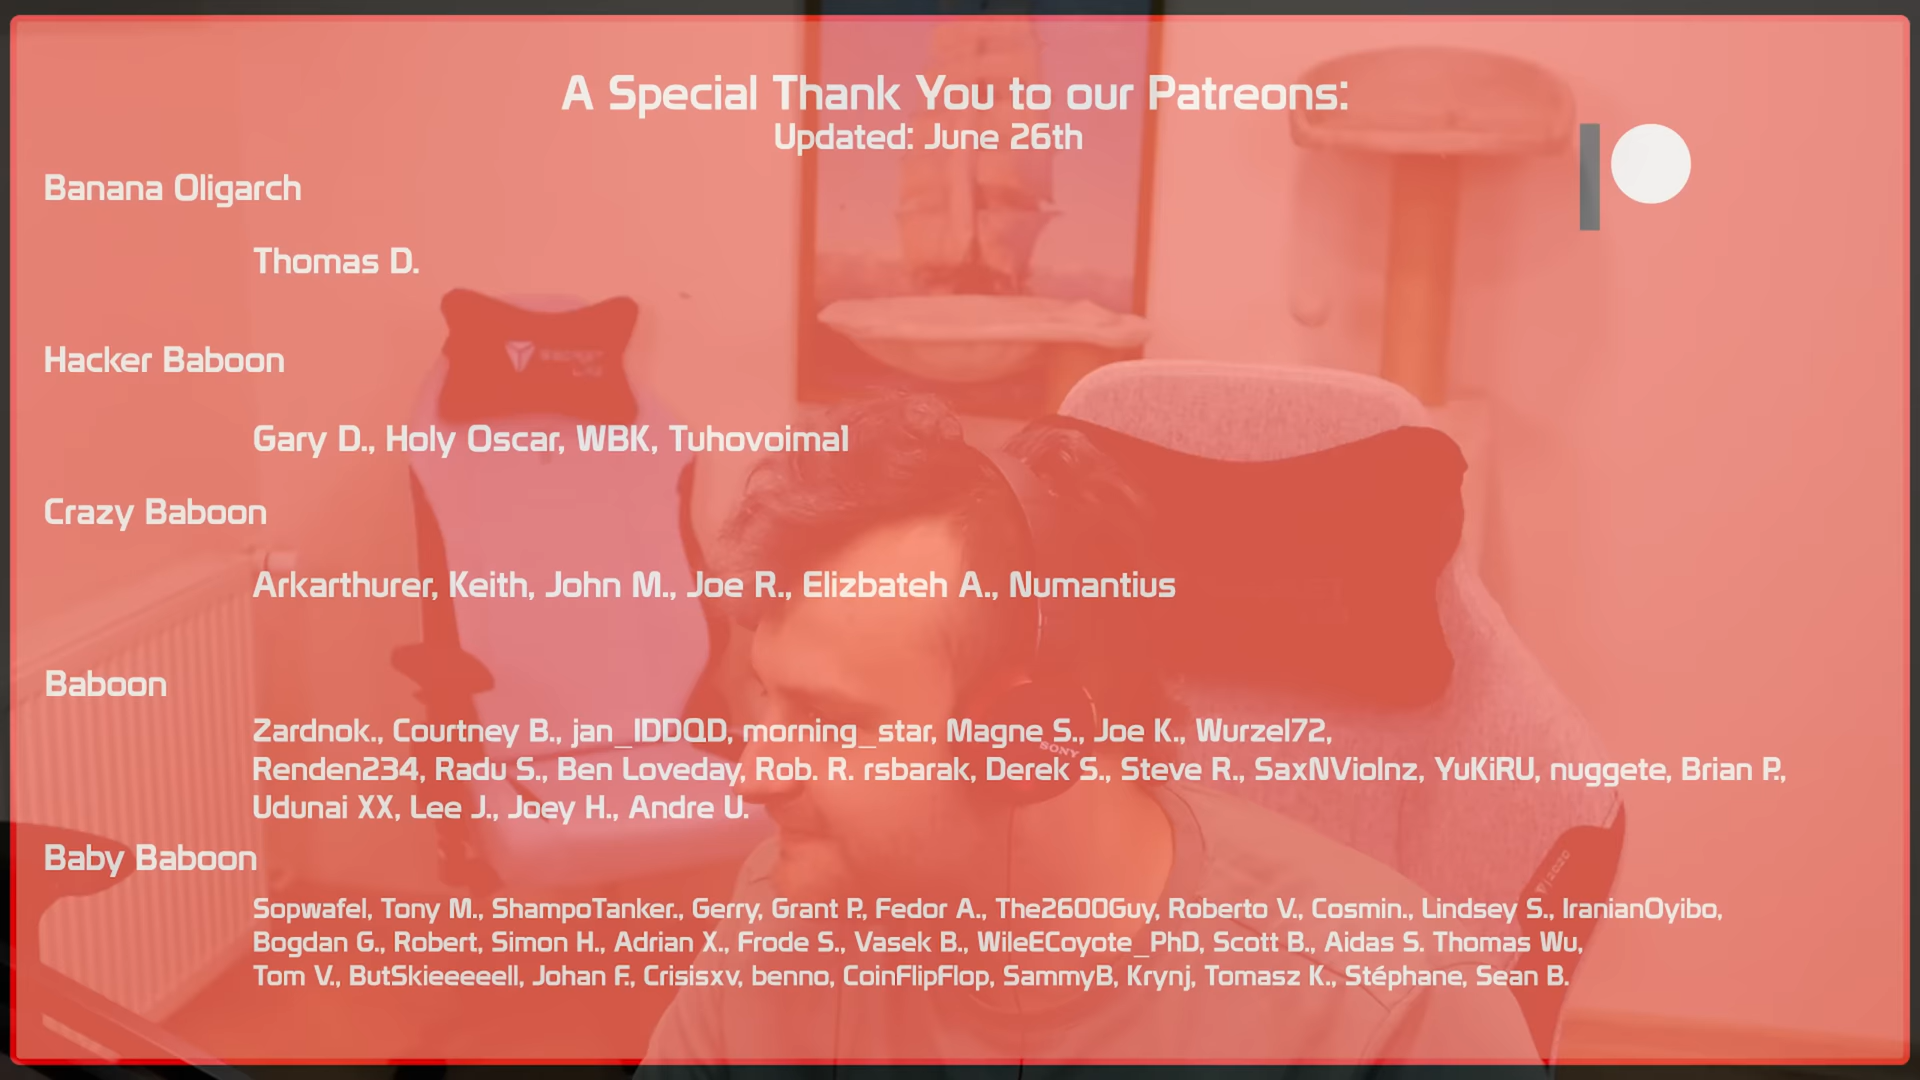 A Special Thank You to our Patreons:
Updated: June 26th
Banana Oligarch
Thomas D.
Hacker Baboon
Gary D., Holy Oscar, WBK, Tuhovoima1
Crazy Baboon
Arkarthurer, Keith, John M., Joe R., Elizbateh A., Numantius
Baboon
Zardnok., Courtney B., jan_IDDQD, morning_star, Magne S., Joe K., Wurzel72,
SONY
Renden234, Radu S., Ben Loveday, Rob. R. rsbarak, Derek S., Steve R., SaxNViolnz, YuKiRU, nuggete, Brian P.,
Udunai XX, Lee J., Joey H., Andre U.
Baby Baboon
Sopwafel, Tony M., ShampoTanker., Gerry, Grant P., Fedor A., The2600Guy, Roberto V., Cosmin., Lindsey S., IranianOyibo,
Bogdan G., Robert, Simon H., Adrian X., Frode S., Vasek B., WileECoyote_PhD, Scott B., Aidas S. Thomas Wu,
Tom V., ButSkieeeeell, Johan F., Crisisxv, benno, CoinFlipFlop, SammyB, Krynj, Tomasz K., Stéphane, Sean B.